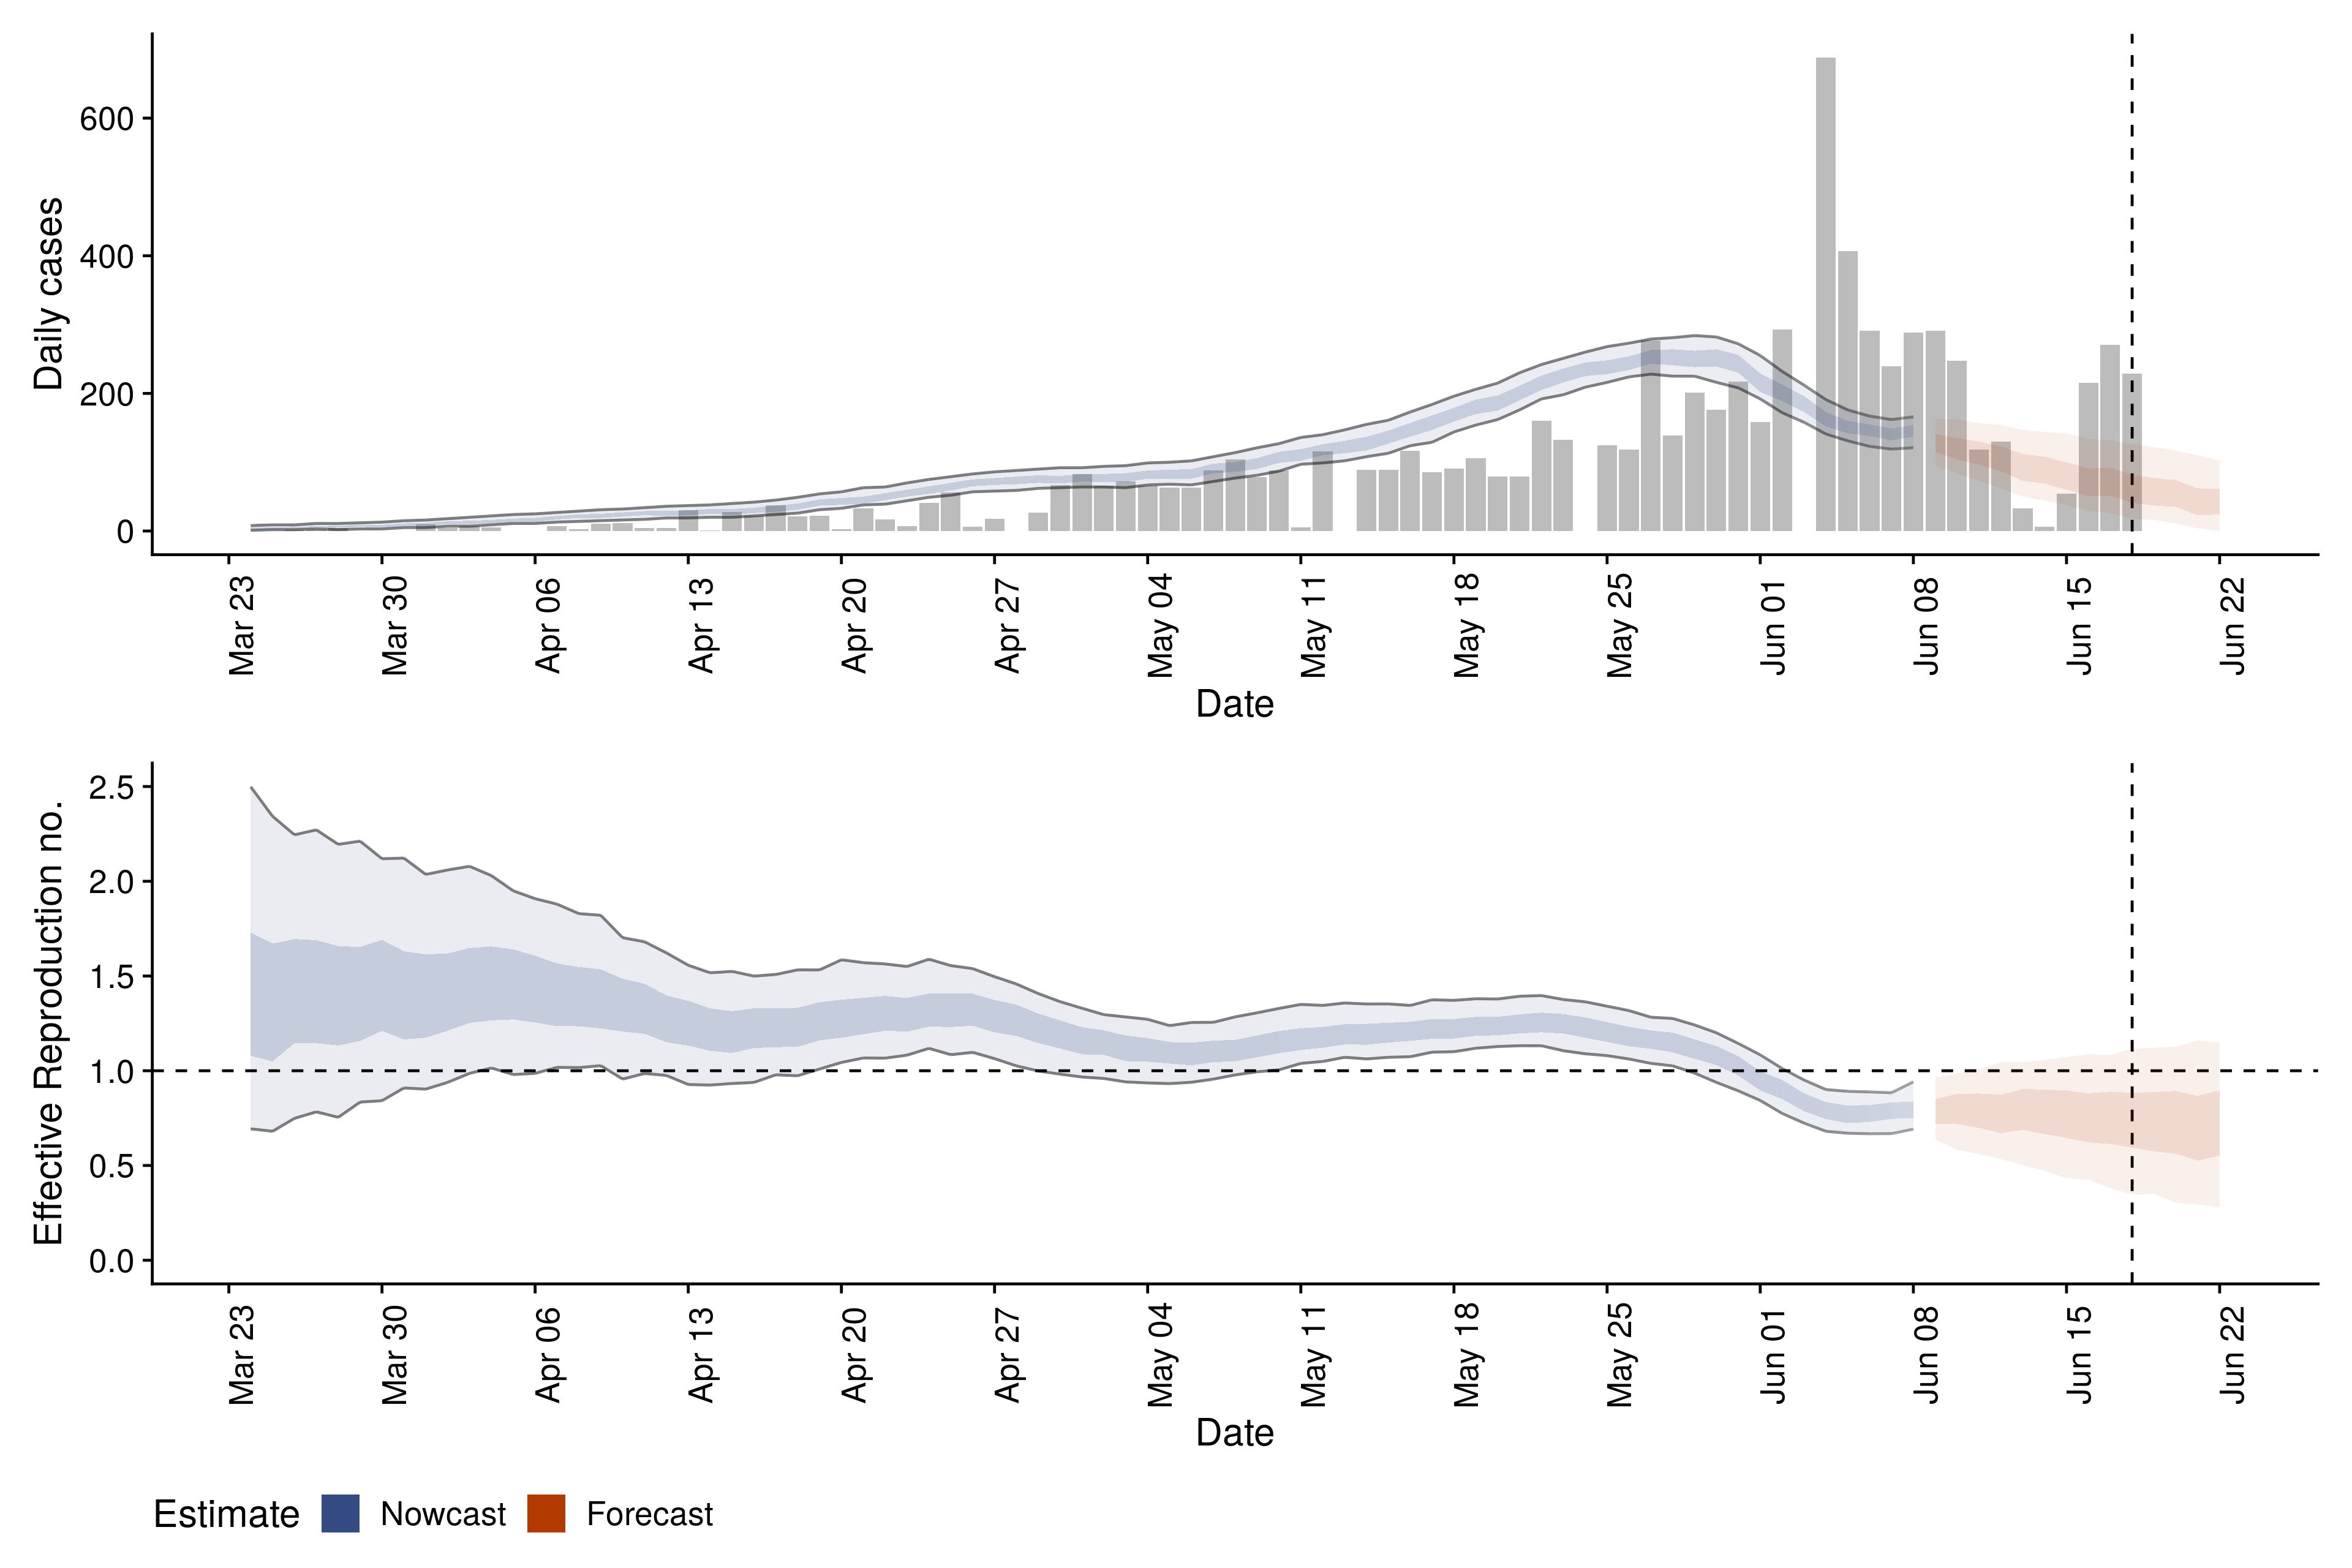 Daily cases
600
400
200
0
Mar 23
Mar 30
Apr 06
Apr 13
Apr 20
Apr 27
May 04
May 11
May 18
May 25
Jun 01
Jun 08
Jun 15
Jun 22
Date
Effective Reproduction no.
2.5
2.0
1.5
1.0
0.5
0.0
Mar 23
Mar 30
Apr 06
Apr 13
Apr 20
Apr 27
May 04
May 11
May 18
May 25
Jun 01
Jun 08
Jun 15
Jun 22
Date
Estimate Nowcast Forecast